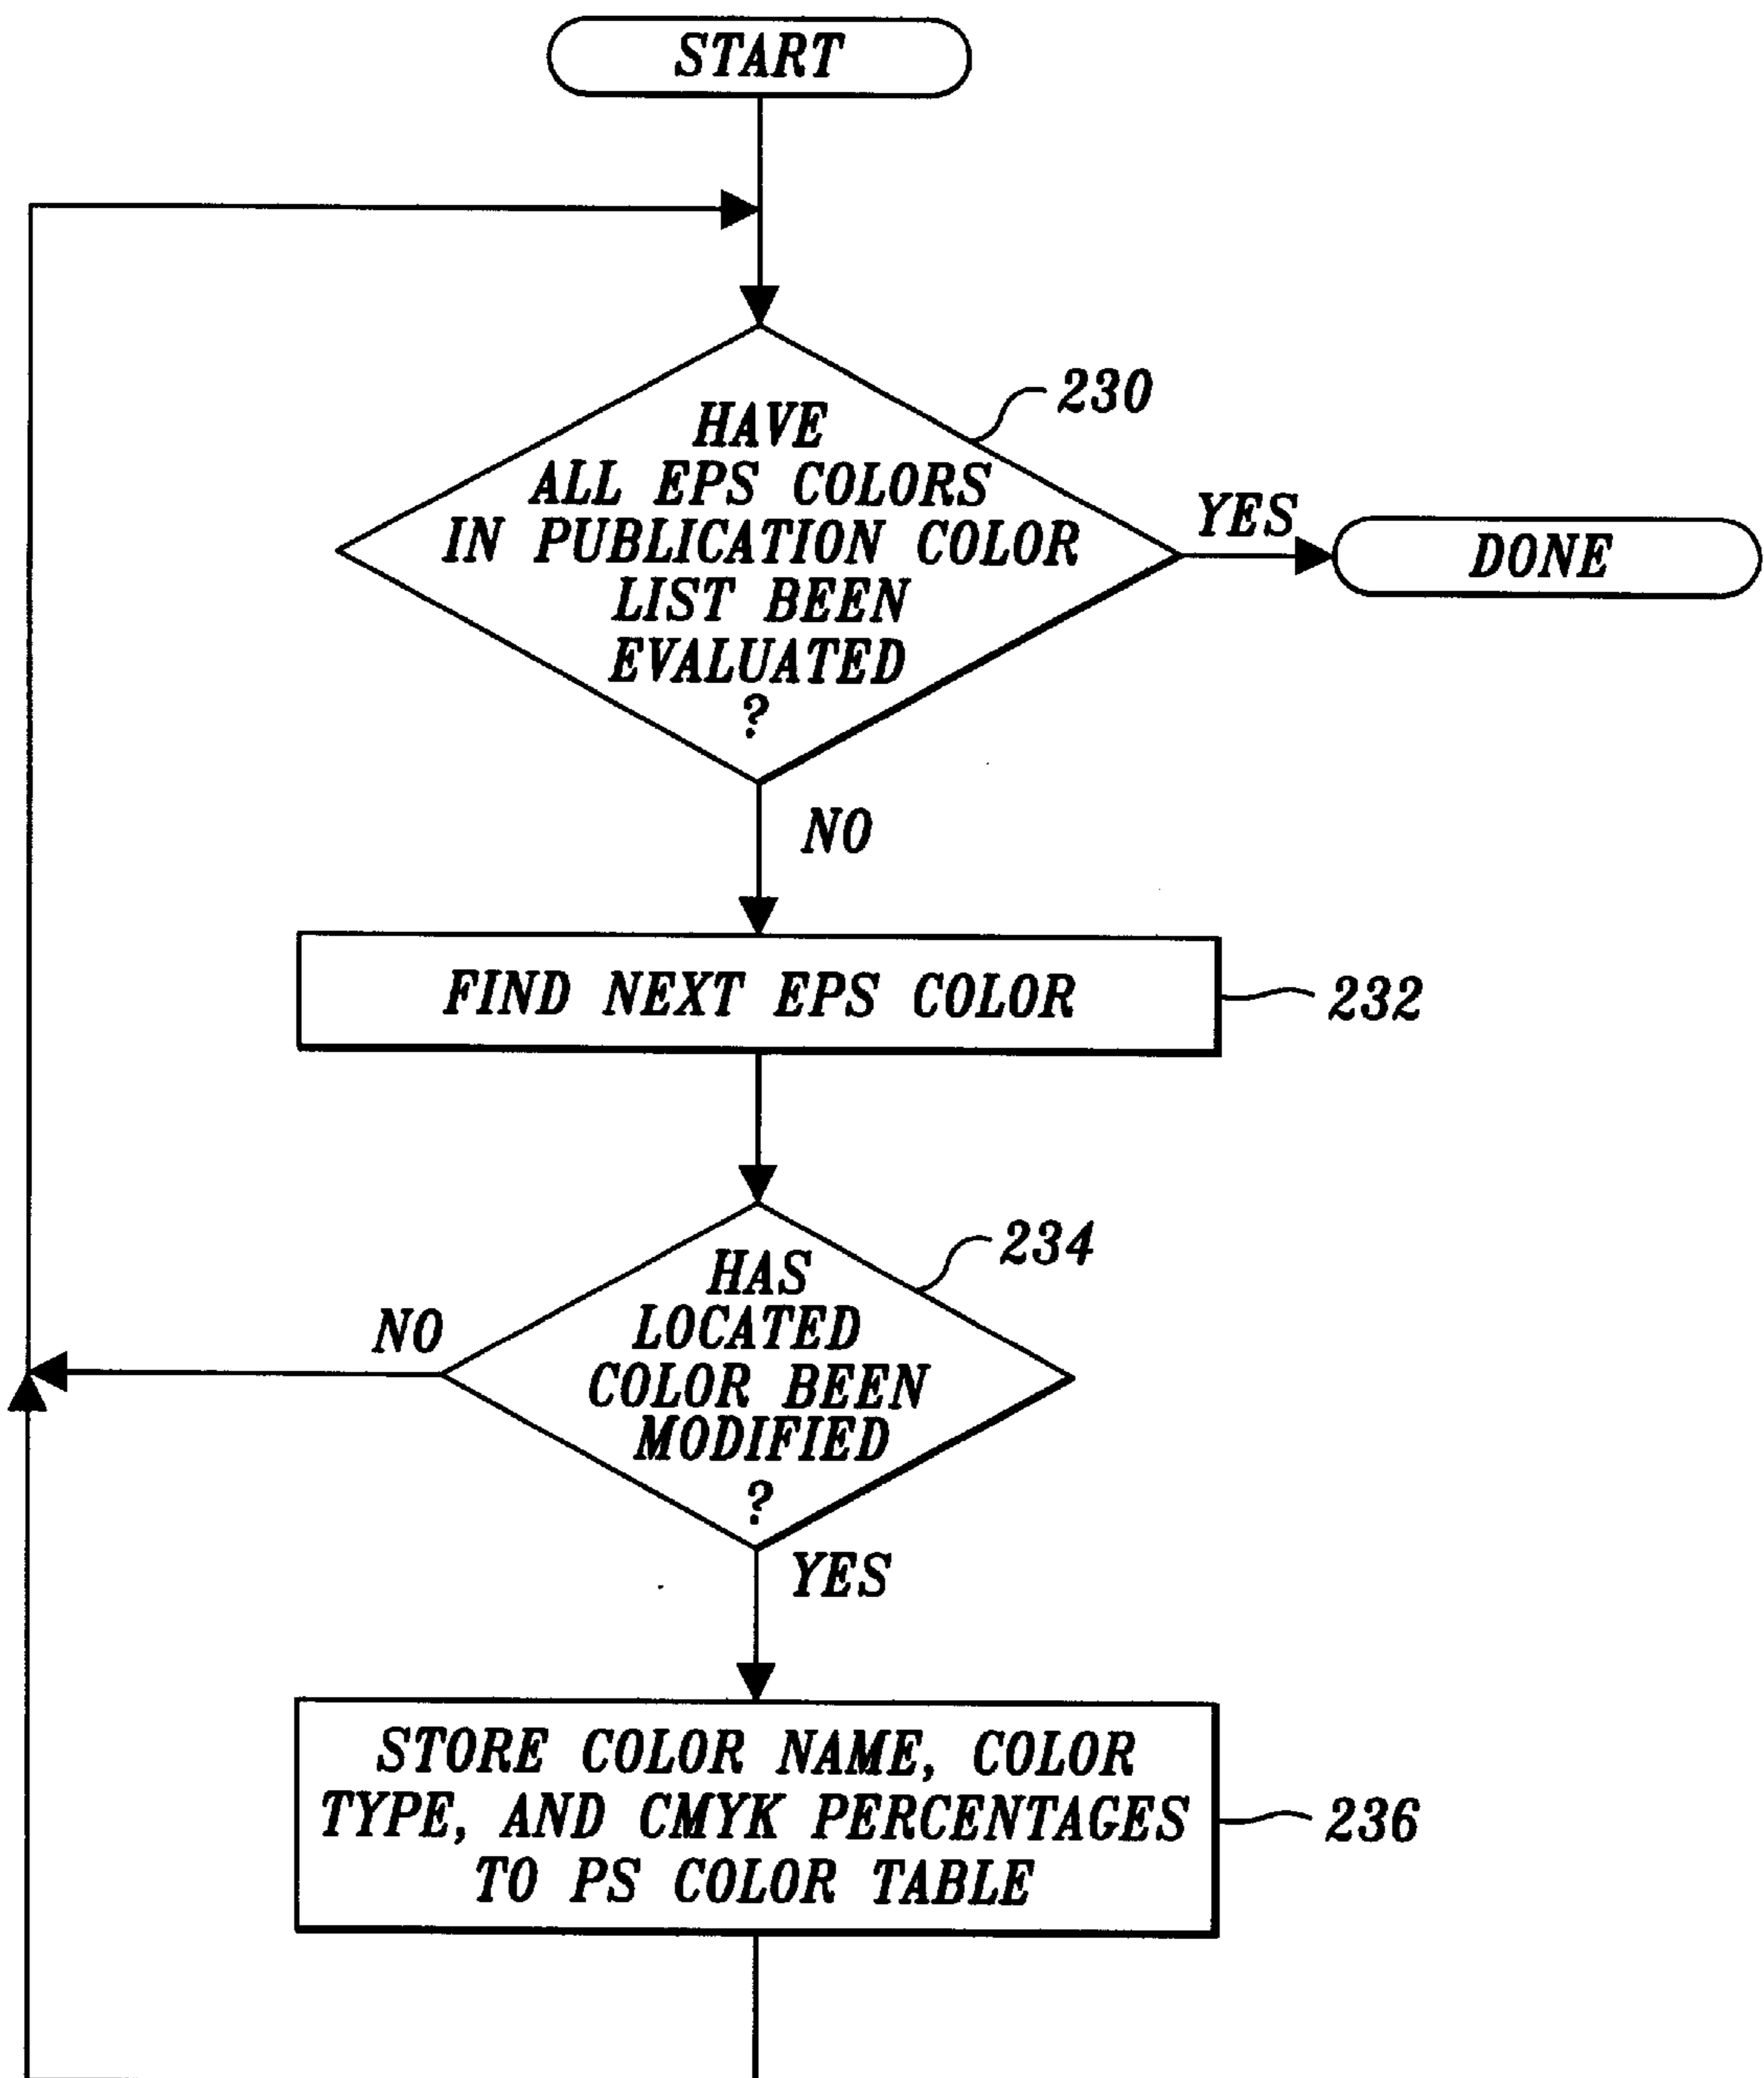 START
230
HAVE
ALL EPS COLORS
IN PUBLICATION COLOR
LIST BEEN
EVALUATED
?
YES
DONE
NO
FIND NEXT EPS COLOR
232
234
HAS
LOCATED
COLOR BEEN
MODIFIED
?
NO
YES
STORE COLOR NAME, COLOR
TYPE, AND CMYK PERCENTAGES
TO PS COLOR TABLE
236